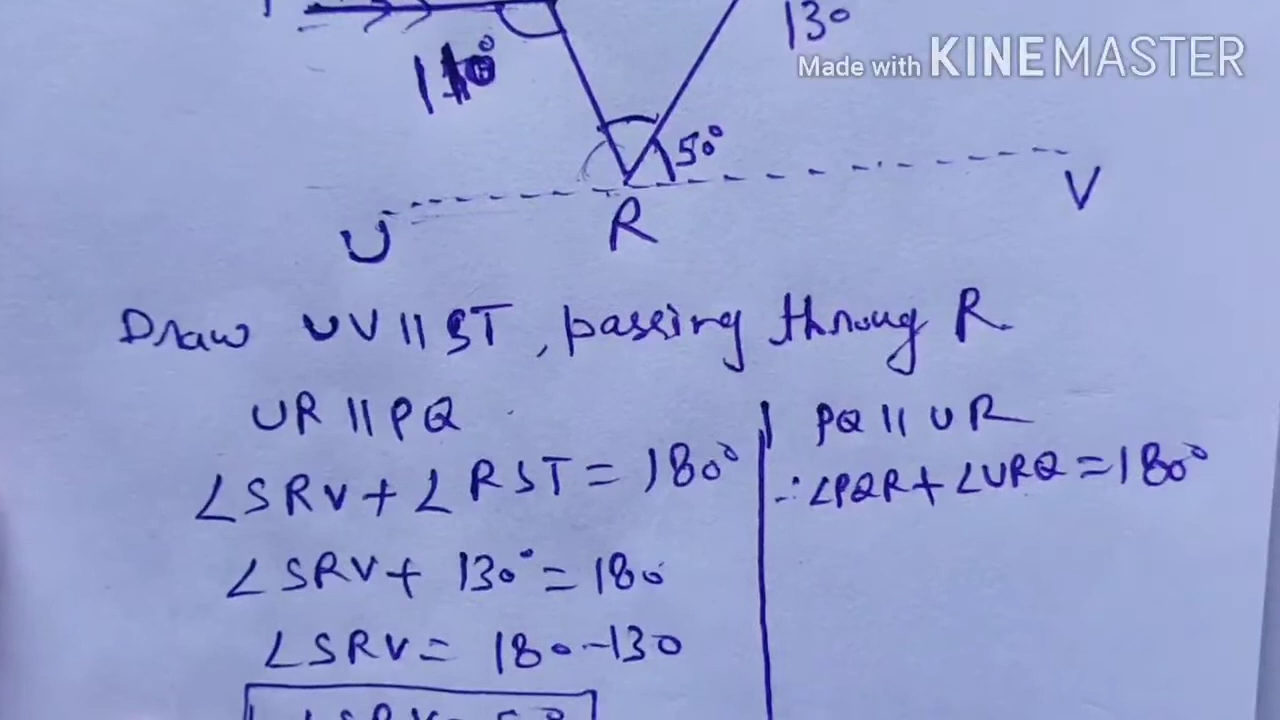 130
Made with KINEMASTER
50°
U
R
V
Draw UV || ST, passing throug R.
UR || PQ
∠SRV + ∠RST = 180°
∠SRV + 130° = 180
∠SRV = 180 - 130
PQ || UR
∴ ∠PQR + ∠URQ = 180°